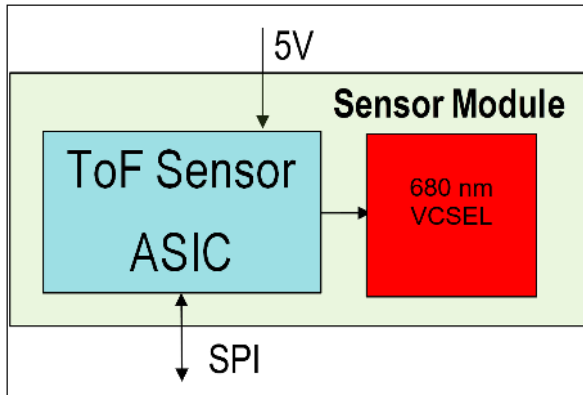 5V
Sensor Module
ToF Sensor
ASIC
680 nm
VCSEL
SPI